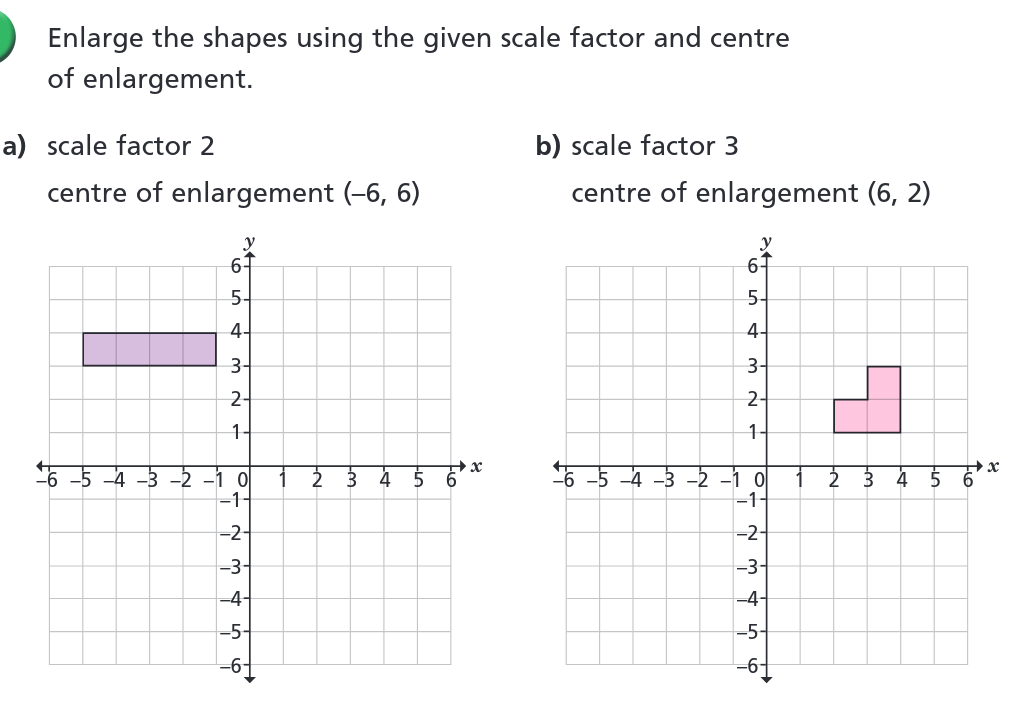 Enlarge the shapes using the given scale factor and centre
of enlargement.
a) scale factor 2
centre of enlargement (–6, 6)
b) scale factor 3
centre of enlargement (6, 2)
y
6
5
4
3
2
1
–6 –5 –4 –3 –2 –1 0 1 2 3 4 5 6 x
–1
–2
–3
–4
–5
–6
y
6
5
4
3
2
1
–6 –5 –4 –3 –2 –1 0 1 2 3 4 5 6 x
–1
–2
–3
–4
–5
–6